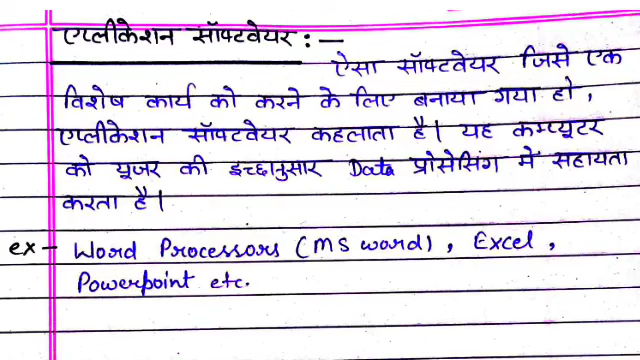 एप्लीकेशन सॉफ्टवेयर : —
ऐसा सॉफ्टवेयर जिसे एक
विशेष कार्य को करने के लिए बनाया गया हो,
एप्लीकेशन सॉफ्टवेयर कहलाता है। यह कम्प्यूटर
को यूजर की इच्छानुसार Data प्रोसेसिंग में सहायता
करता है।
ex - Word Processors (MS word), Excel,
Powerpoint etc.